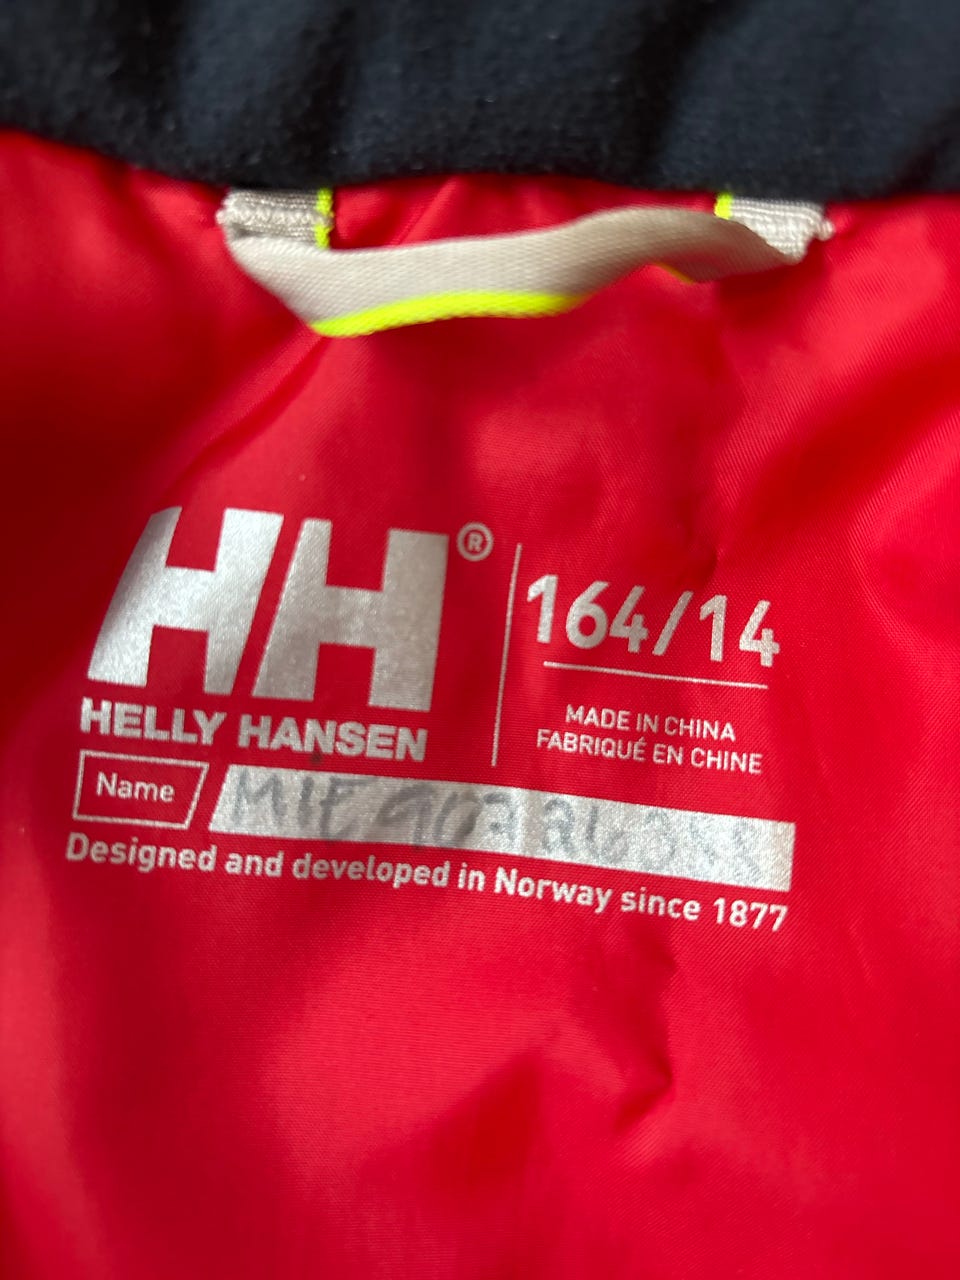 HH®
HELLY HANSEN
164/14
MADE IN CHINA
FABRIQUÉ EN CHINE
Name
MIE
Designed and developed in Norway since 1877